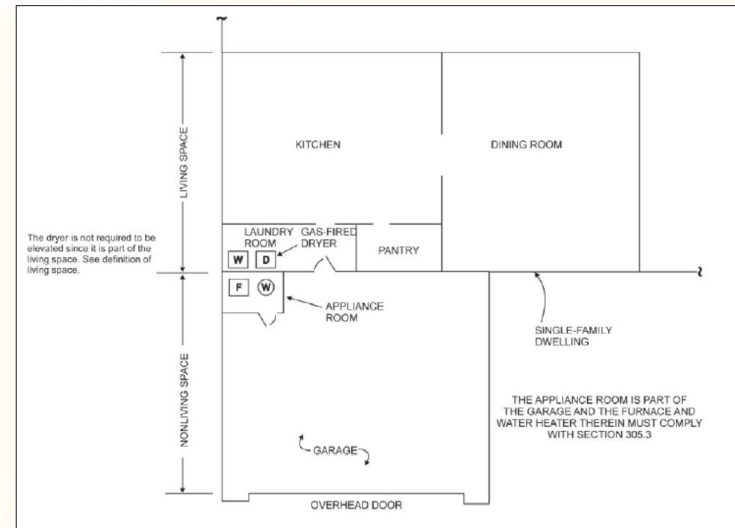 KITCHEN
DINING ROOM
LIVING SPACE
The dryer is not required to be
elevated since it is part of the
living space. See definition of
living space.
LAUNDRY
ROOM
GAS-FIRED
DRYER
W
D
PANTRY
F
W
APPLIANCE
ROOM
SINGLE-FAMILY
DWELLING
NONLIVING SPACE
THE APPLIANCE ROOM IS PART OF
THE GARAGE AND THE FURNACE AND
WATER HEATER THEREIN MUST COMPLY
WITH SECTION 305.3
GARAGE
OVERHEAD DOOR